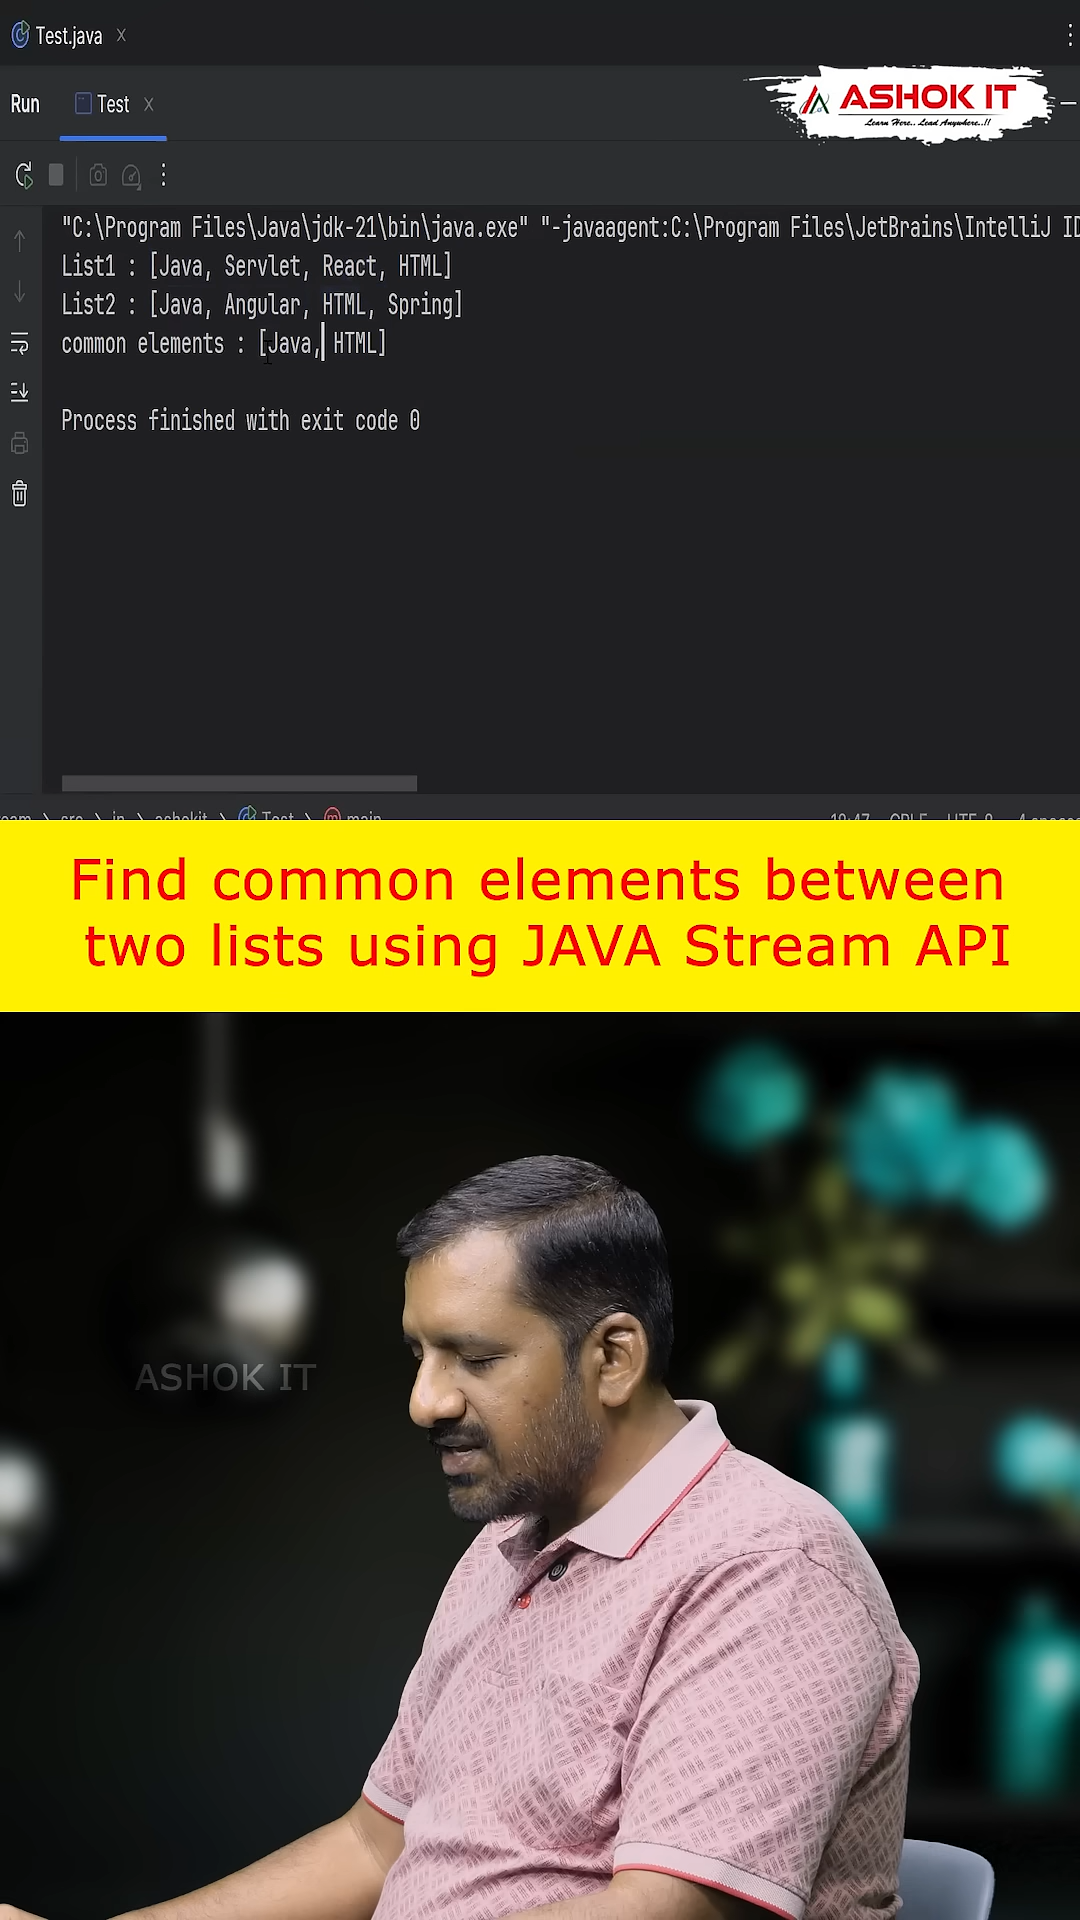 Test.java
ASHOK IT
Learn Here.. Lead Anywhere..!!
Run Test
"C:\Program Files\Java\jdk-21\bin\java.exe" "-javaagent:C:\Program Files\JetBrains\IntelliJ ID
List1 : [Java, Servlet, React, HTML]
List2 : [Java, Angular, HTML, Spring]
common elements : [Java, HTML]
Process finished with exit code 0
Find common elements between
two lists using JAVA Stream API
ASHOK IT